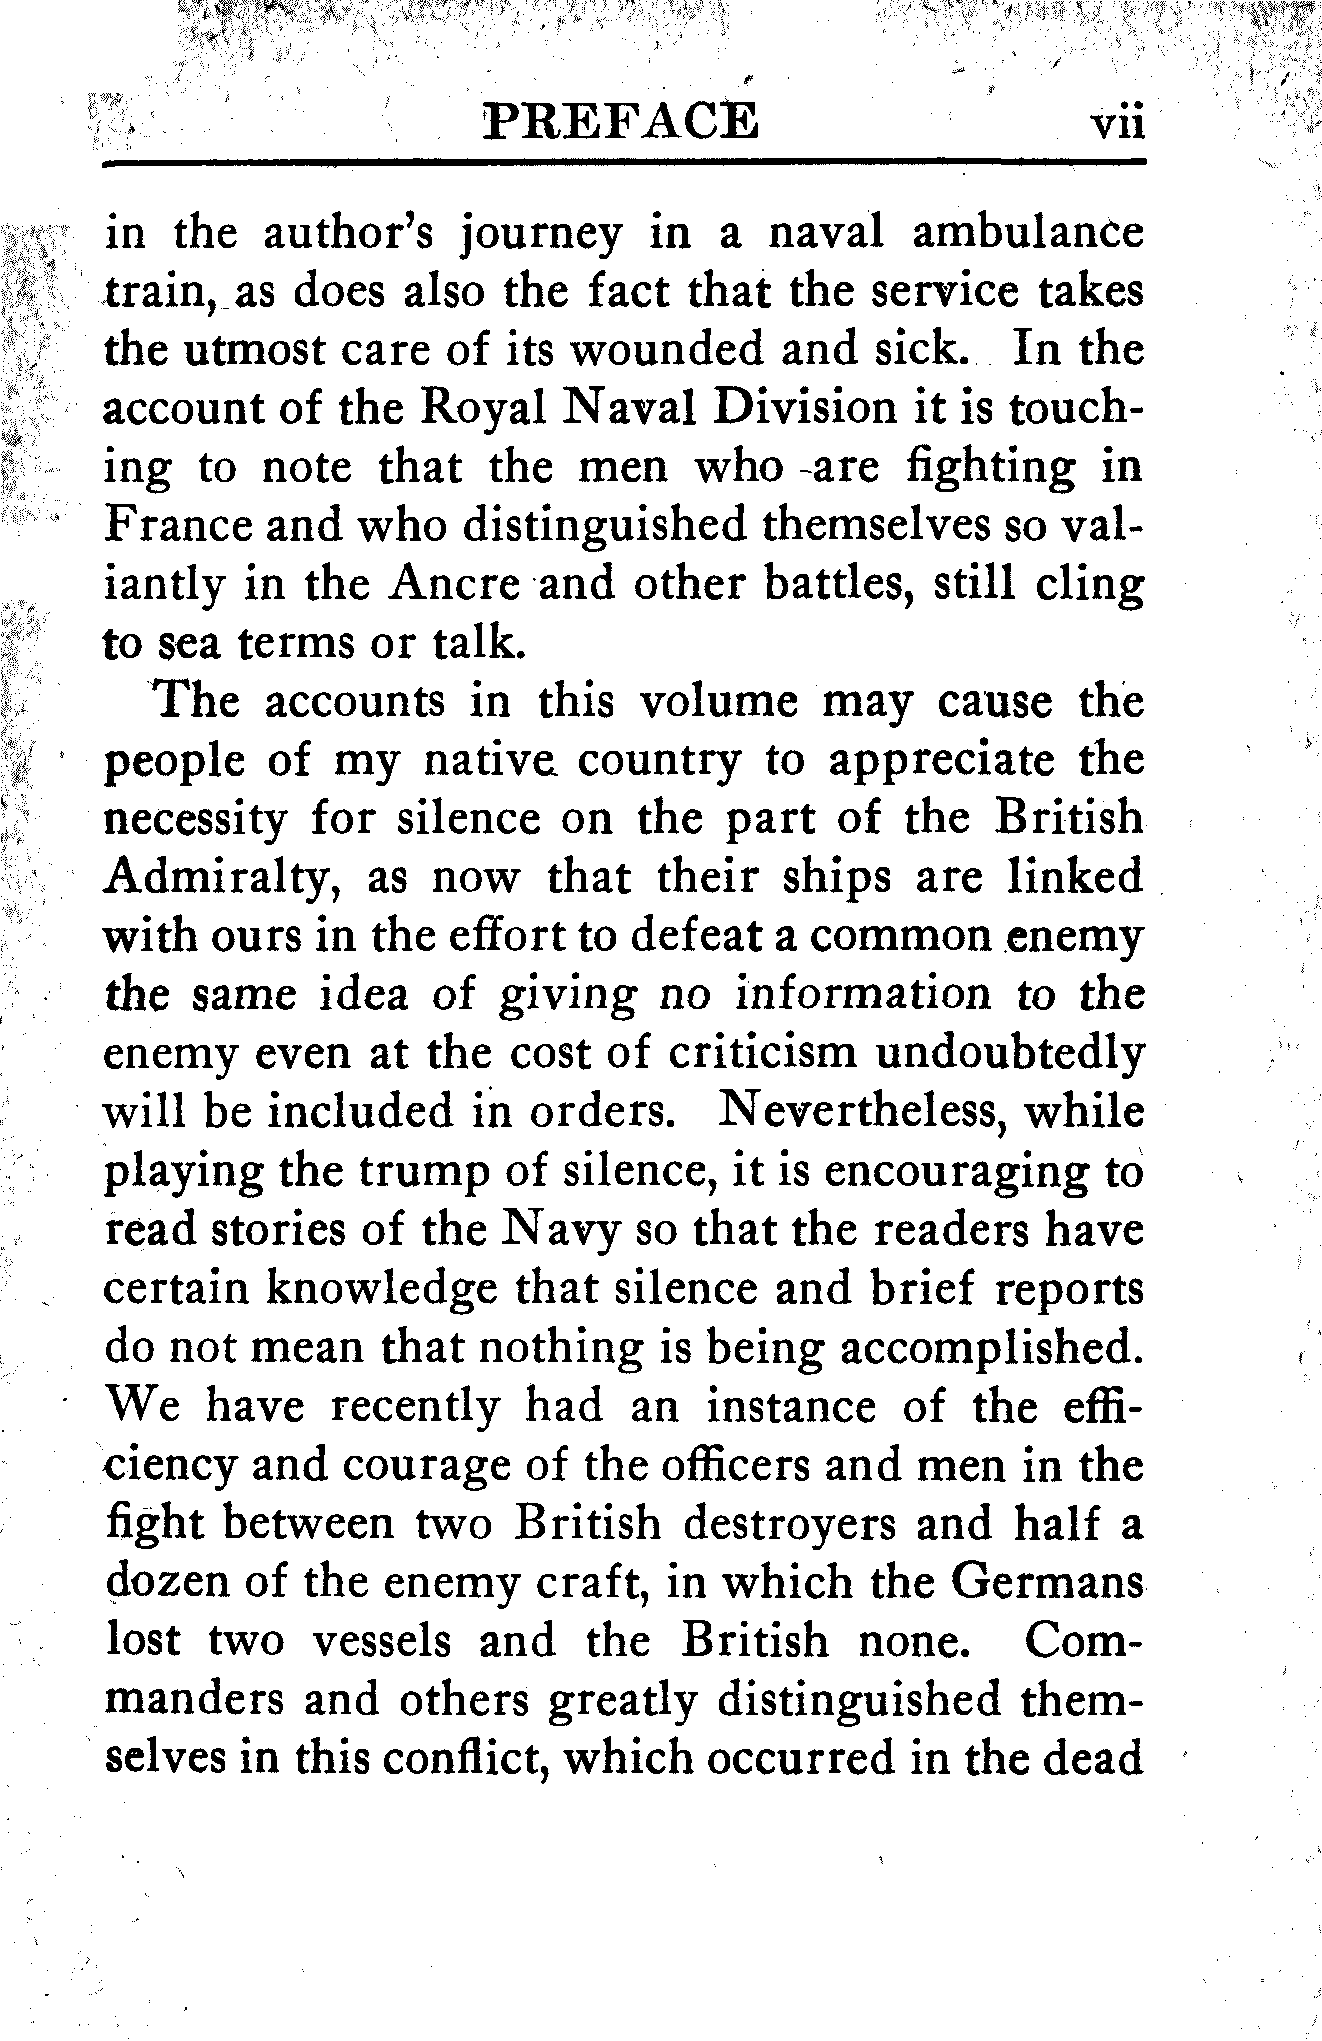 PREFACE vii
in the author's journey in a naval ambulance
train, as does also the fact that the service takes
the utmost care of its wounded and sick. In the
account of the Royal Naval Division it is touch-
ing to note that the men who are fighting in
France and who distinguished themselves so val-
iantly in the Ancre and other battles, still cling
to sea terms or talk.
The accounts in this volume may cause the
people of my native country to appreciate the
necessity for silence on the part of the British
Admiralty, as now that their ships are linked
with ours in the effort to defeat a common enemy
the same idea of giving no information to the
enemy even at the cost of criticism undoubtedly
will be included in orders. Nevertheless, while
playing the trump of silence, it is encouraging to
read stories of the Navy so that the readers have
certain knowledge that silence and brief reports
do not mean that nothing is being accomplished.
We have recently had an instance of the effi-
ciency and courage of the officers and men in the
fight between two British destroyers and half a
dozen of the enemy craft, in which the Germans
lost two vessels and the British none. Com-
manders and others greatly distinguished them-
selves in this conflict, which occurred in the dead